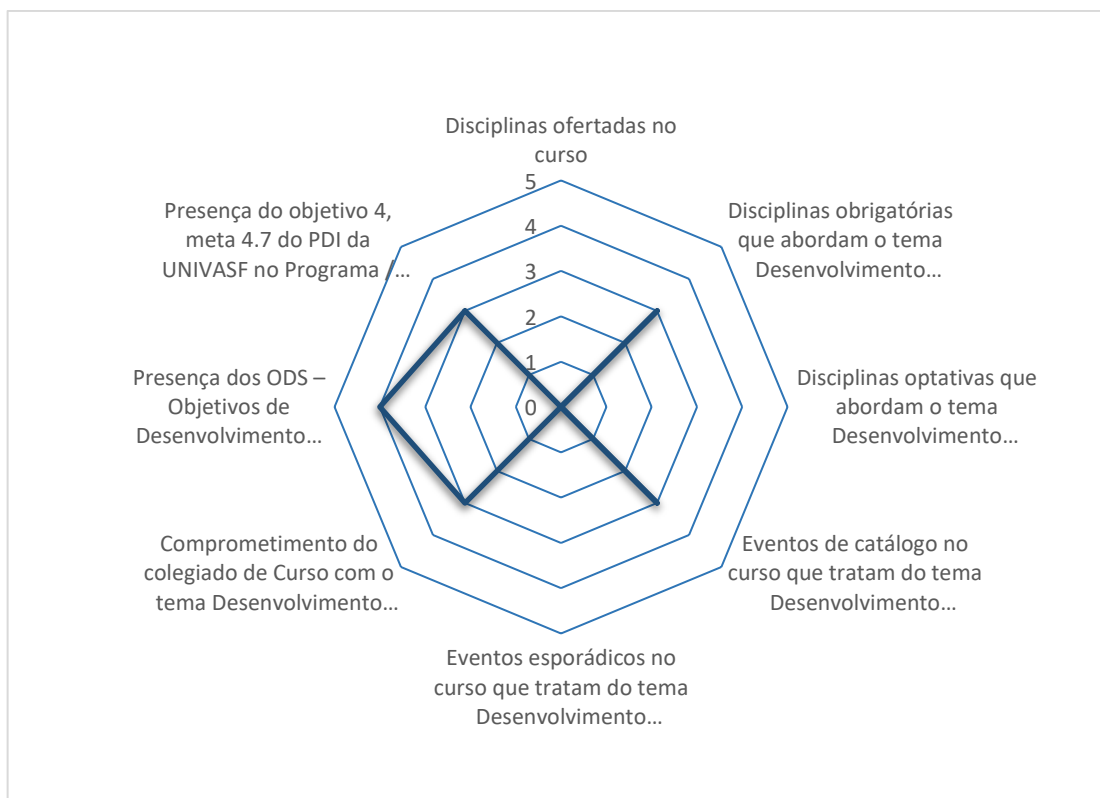 Disciplinas ofertadas no
curso
5
4
3
2
1
0
Disciplinas obrigatórias
que abordam o tema
Desenvolvimento...
Disciplinas optativas que
abordam o tema
Desenvolvimento...
Eventos de catálogo no
curso que tratam do tema
Desenvolvimento...
Eventos esporádicos no
curso que tratam do tema
Desenvolvimento...
Comprometimento do
colegiado de Curso com o
tema Desenvolvimento...
Presença dos ODS –
Objetivos de
Desenvolvimento...
Presença do objetivo 4,
meta 4.7 do PDI da
UNIVASF no Programa /...